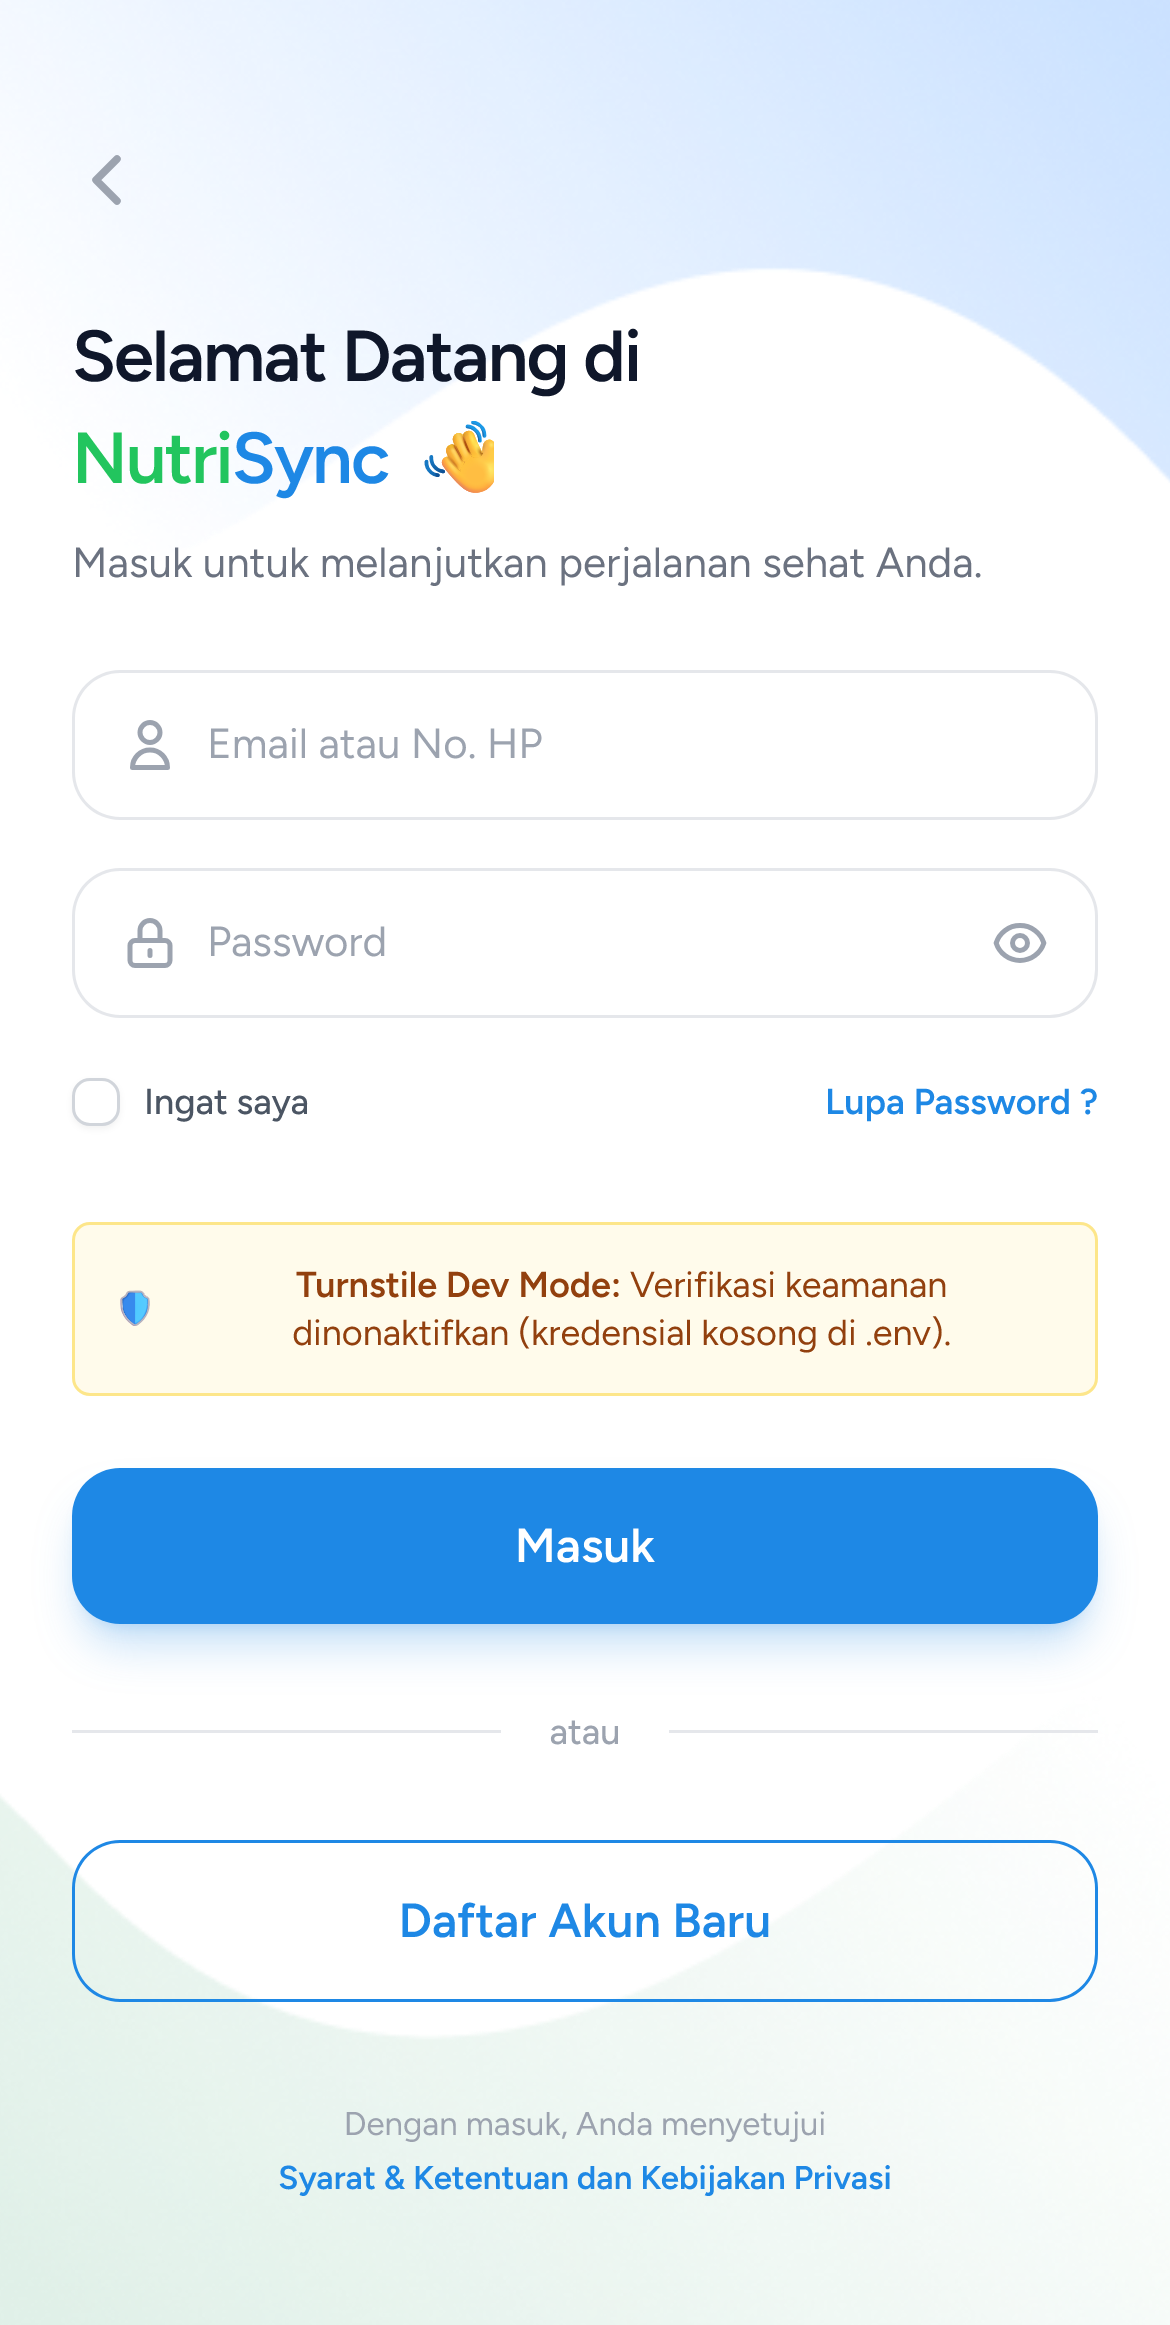 Selamat Datang di
NutriSync 👋
Masuk untuk melanjutkan perjalanan sehat Anda.
Email atau No. HP
Password
Ingat saya
Lupa Password ?
Turnstile Dev Mode: Verifikasi keamanan
dinonaktifkan (kredensial kosong di .env).
Masuk
atau
Daftar Akun Baru
Dengan masuk, Anda menyetujui
Syarat & Ketentuan dan Kebijakan Privasi